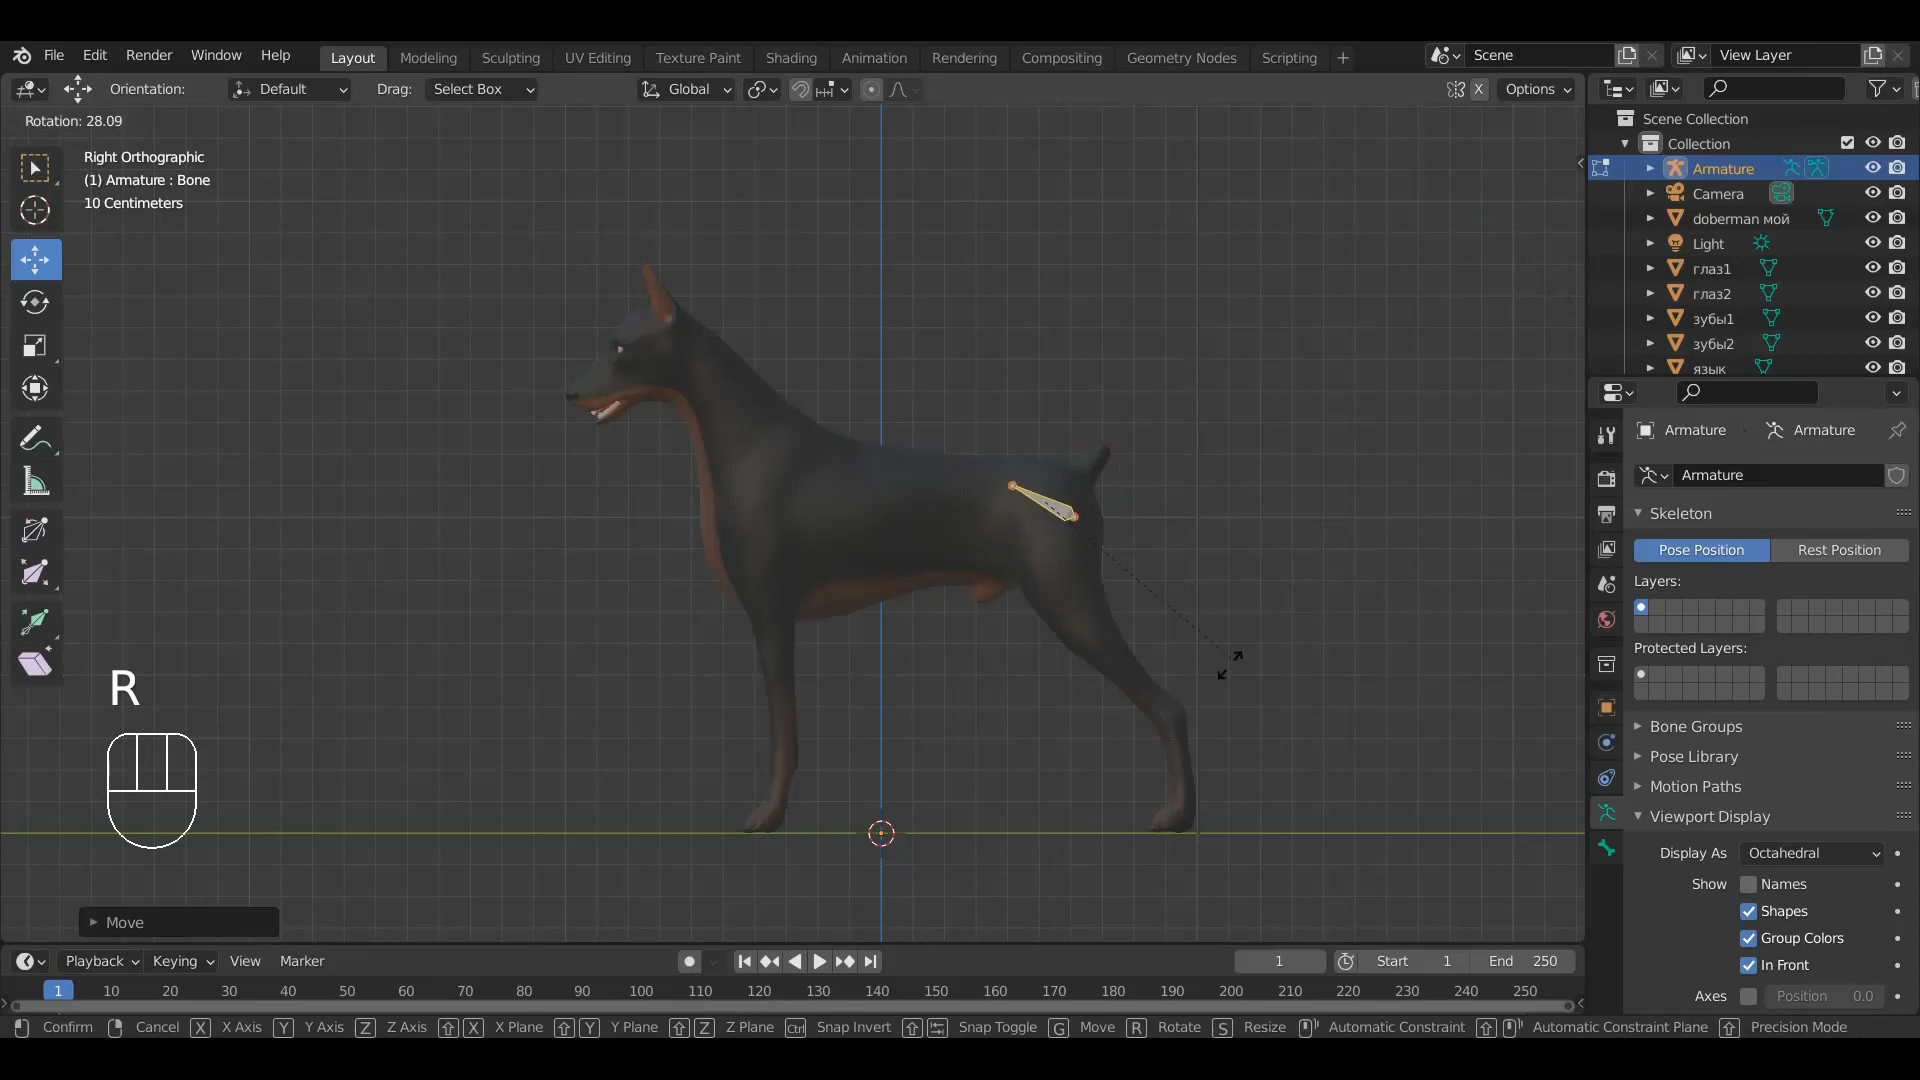 File Edit Render Window Help Layout Modeling Sculpting UV Editing Texture Paint Shading Animation Rendering Compositing Geometry Nodes Scripting + Scene View Layer
Orientation: Default Drag: Select Box Global X Options
Rotation: 28.09
Right Orthographic
(1) Armature : Bone
10 Centimeters
R
Move
Scene Collection
Collection
Armature
Camera
doberman мой
Light
глаз1
глаз2
зубы1
зубы2
язык
Armature Armature
Armature
Skeleton
Pose Position Rest Position
Layers:
Protected Layers:
Bone Groups
Pose Library
Motion Paths
Viewport Display
Display As Octahedral
Show Names
Shapes
Group Colors
In Front
Axes Position 0.0
Playback Keying View Marker 1 Start 1 End 250
1 10 20 30 40 50 60 70 80 90 100 110 120 130 140 150 160 170 180 190 200 210 220 230 240 250
Confirm Cancel X X Axis Y Y Axis Z Z Axis X X Plane Y Y Plane Z Z Plane Ctrl Snap Invert Snap Toggle G Move R Rotate S Resize Automatic Constraint Automatic Constraint Plane Precision Mode